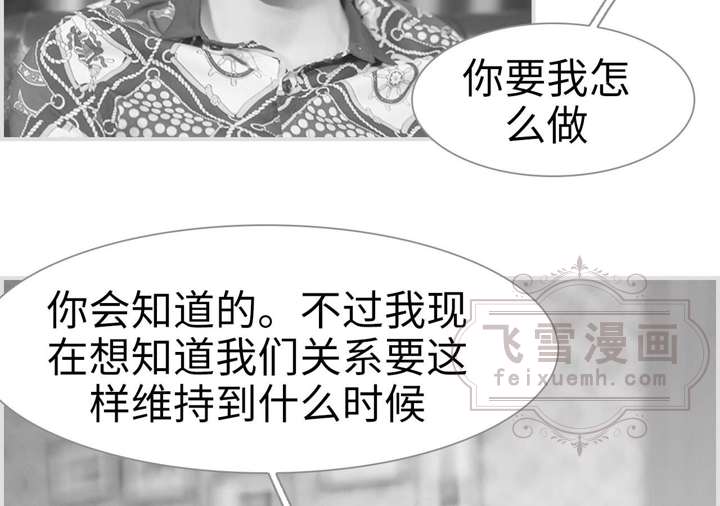 你要我怎
么做
你会知道的。不过我现
在想知道我们关系要这
样维持到什么时候
飞雪漫画
feixuemh.com